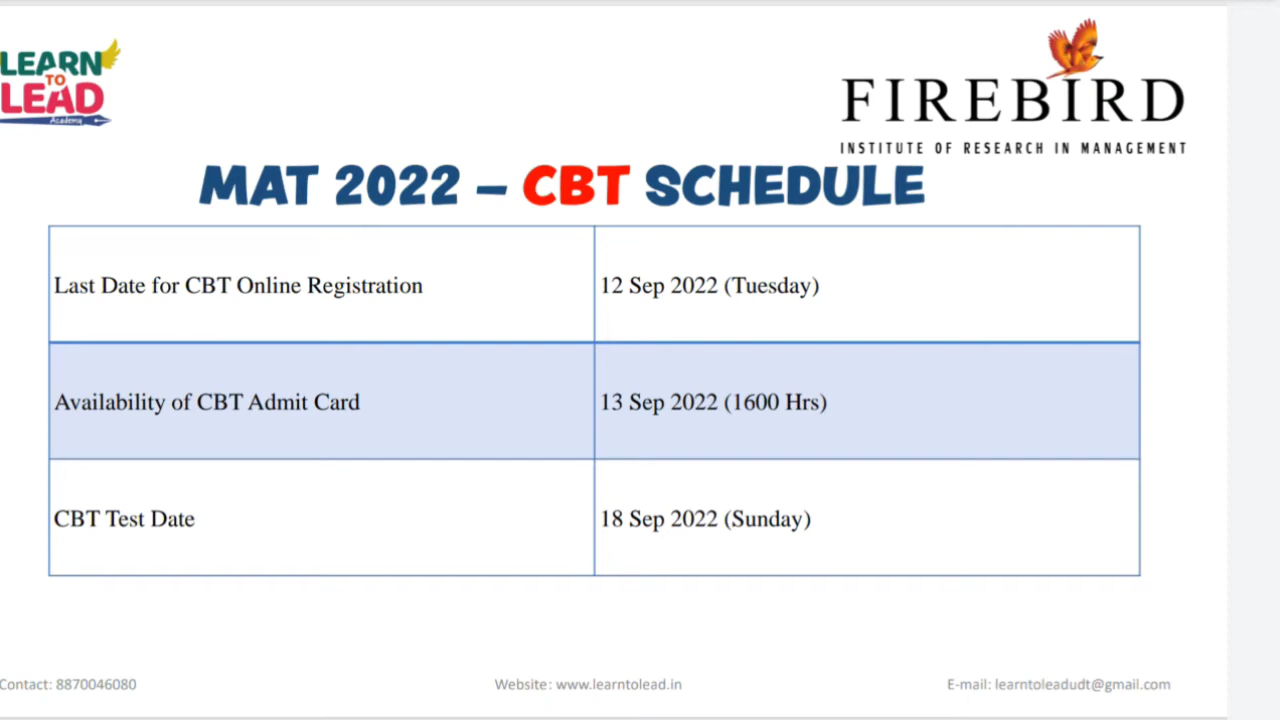 LEARN
TO
LEAD
Academy
FIREBIRD
INSTITUTE OF RESEARCH IN MANAGEMENT
MAT 2022 – CBT SCHEDULE
Last Date for CBT Online Registration 12 Sep 2022 (Tuesday)
Availability of CBT Admit Card 13 Sep 2022 (1600 Hrs)
CBT Test Date 18 Sep 2022 (Sunday)
Contact: 8870046080 Website: www.learntolead.in E-mail: learntoleadudt@gmail.com